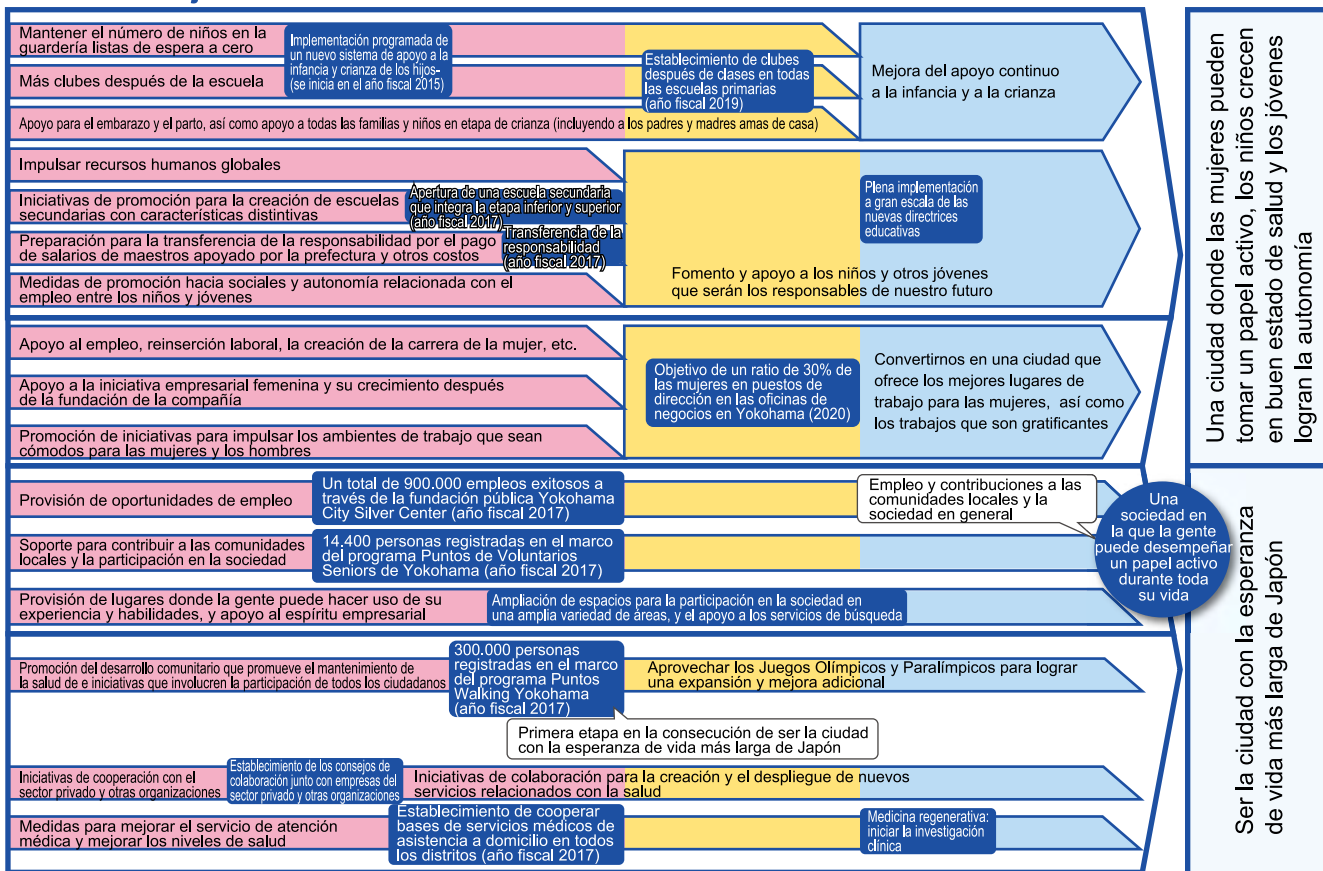 Mantener el número de niños en la
guardería listas de espera a cero
Implementación programada de
un nuevo sistema de apoyo a la
infancia y crianza de los hijos-
(se inicia en el año fiscal 2015)
Más clubes después de la escuela
Establecimiento de clubes
después de clases en todas
las escuelas primarias
(año fiscal 2019)
Apoyo para el embarazo y el parto, así como apoyo a todas las familias y niños en etapa de crianza (incluyendo a los padres y madres amas de casa)
Mejora del apoyo continuo
a la infancia y a la crianza
Impulsar recursos humanos globales
Iniciativas de promoción para la creación de escuelas
secundarias con características distintivas
Apertura de una escuela secundaria
que integra la etapa inferior y superior
(año fiscal 2017)
Preparación para la transferencia de la responsabilidad por el pago
de salarios de maestros apoyado por la prefectura y otros costos
Transferencia de la
responsabilidad
(año fiscal 2017)
Medidas de promoción hacia sociales y autonomía relacionada con el
empleo entre los niños y jóvenes
Plena implementación
a gran escala de las
nuevas directrices
educativas
Fomento y apoyo a los niños y otros jóvenes
que serán los responsables de nuestro futuro
Apoyo al empleo, reinserción laboral, la creación de la carrera de la mujer, etc.
Apoyo a la iniciativa empresarial femenina y su crecimiento después
de la fundación de la compañía
Promoción de iniciativas para impulsar los ambientes de trabajo que sean
cómodos para las mujeres y los hombres
Objetivo de un ratio de 30% de
las mujeres en puestos de
dirección en las oficinas de
negocios en Yokohama (2020)
Convertirnos en una ciudad que
ofrece los mejores lugares de
trabajo para las mujeres, así como
los trabajos que son gratificantes
Una ciudad donde las mujeres pueden
tomar un papel activo, los niños crecen
en buen estado de salud y los jóvenes
logran la autonomía
Provisión de oportunidades de empleo
Un total de 900.000 empleos exitosos a
través de la fundación pública Yokohama
City Silver Center (año fiscal 2017)
Empleo y contribuciones a las
comunidades locales y la
sociedad en general
Soporte para contribuir a las comunidades
locales y la participación en la sociedad
14.400 personas registradas en el marco
del programa Puntos de Voluntarios
Seniors de Yokohama (año fiscal 2017)
Provisión de lugares donde la gente puede hacer uso de su
experiencia y habilidades, y apoyo al espíritu empresarial
Ampliación de espacios para la participación en la sociedad en
una amplia variedad de áreas, y el apoyo a los servicios de búsqueda
Una
sociedad en
la que la gente
puede desempeñar
un papel activo
durante toda
su vida
Promoción del desarrollo comunitario que promueve el mantenimiento de
la salud de e iniciativas que involucren la participación de todos los ciudadanos
300.000 personas
registradas en el marco
del programa Puntos
Walking Yokohama
(año fiscal 2017)
Aprovechar los Juegos Olímpicos y Paralímpicos para lograr
una expansión y mejora adicional
Primera etapa en la consecución de ser la ciudad
con la esperanza de vida más larga de Japón
Iniciativas de cooperación con el
sector privado y otras organizaciones
Establecimiento de los consejos de
colaboración junto con empresas del
sector privado y otras organizaciones
Iniciativas de colaboración para la creación y el despliegue de nuevos
servicios relacionados con la salud
Medidas para mejorar el servicio de atención
médica y mejorar los niveles de salud
Establecimiento de cooperar
bases de servicios médicos de
asistencia a domicilio en todos
los distritos (año fiscal 2017)
Medicina regenerativa:
iniciar la investigación
clínica
Ser la ciudad con la esperanza
de vida más larga de Japón